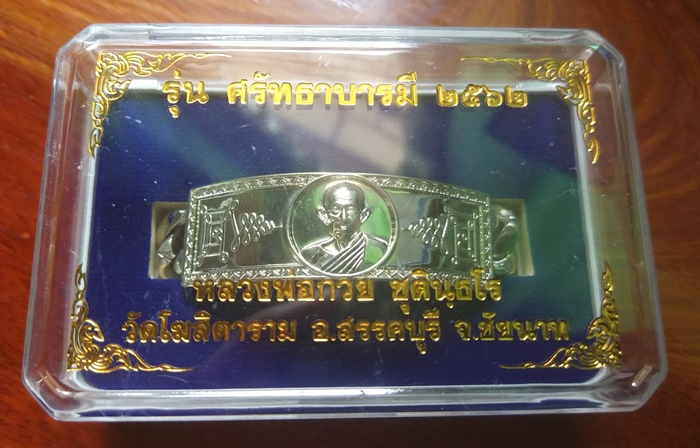 รุ่น ศรัทธาบารมี ๒๕๖๒
หลวงพ่อกวย ชุตินฺธโร
วัดโฆสิตาราม อ.สรรคบุรี จ.ชัยนาท